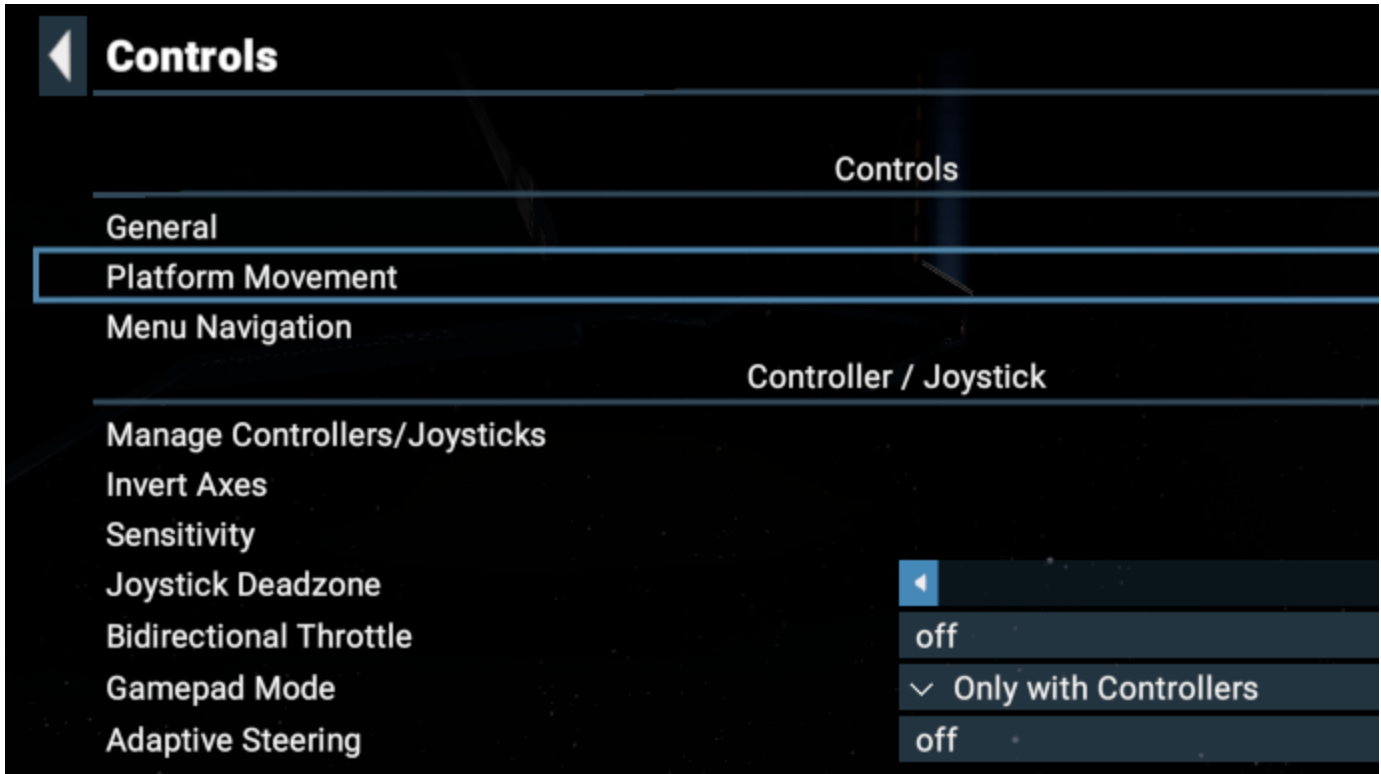 Controls
Controls
General
Platform Movement
Menu Navigation
Controller / Joystick
Manage Controllers/Joysticks
Invert Axes
Sensitivity
Joystick Deadzone
Bidirectional Throttle off
Gamepad Mode Only with Controllers
Adaptive Steering off